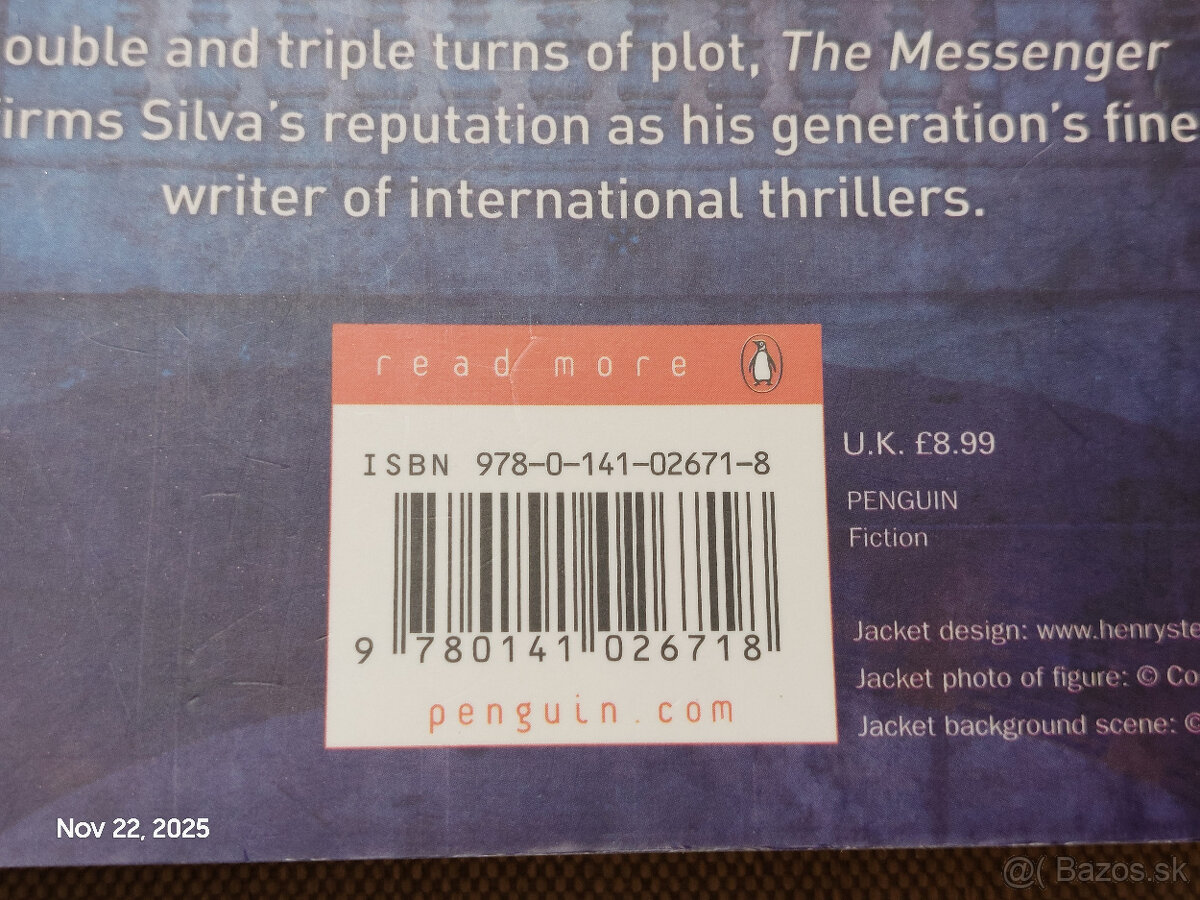 ouble and triple turns of plot, The Messenger
irms Silva's reputation as his generation's fine
writer of international thrillers.
read more
ISBN 978-0-141-02671-8
9 780141 026718
penguin.com
U.K. £8.99
PENGUIN
Fiction
Jacket design: www.henryste
Jacket photo of figure: © Co
Jacket background scene: ©
Nov 22, 2025
@( Bazos.sk